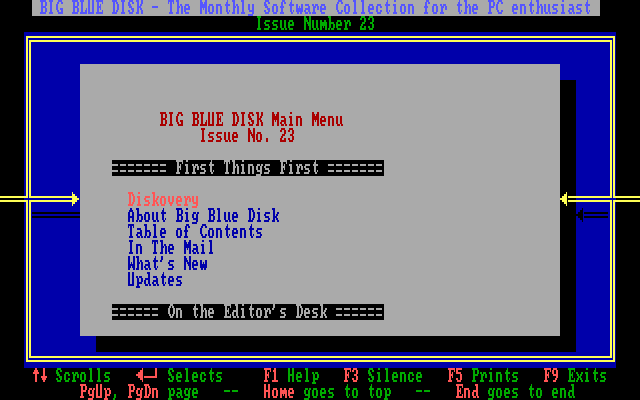 BIG BLUE DISK - The Monthly Software Collection for the PC enthusiast
Issue Number 23
BIG BLUE DISK Main Menu
Issue No. 23
======= First Things First =======
Diskovery
About Big Blue Disk
Table of Contents
In The Mail
What's New
Updates
====== On the Editor's Desk ======
↑↓ Scrolls ◄─┘ Selects F1 Help F3 Silence F5 Prints F9 Exits
PgUp, PgDn page -- Home goes to top -- End goes to end